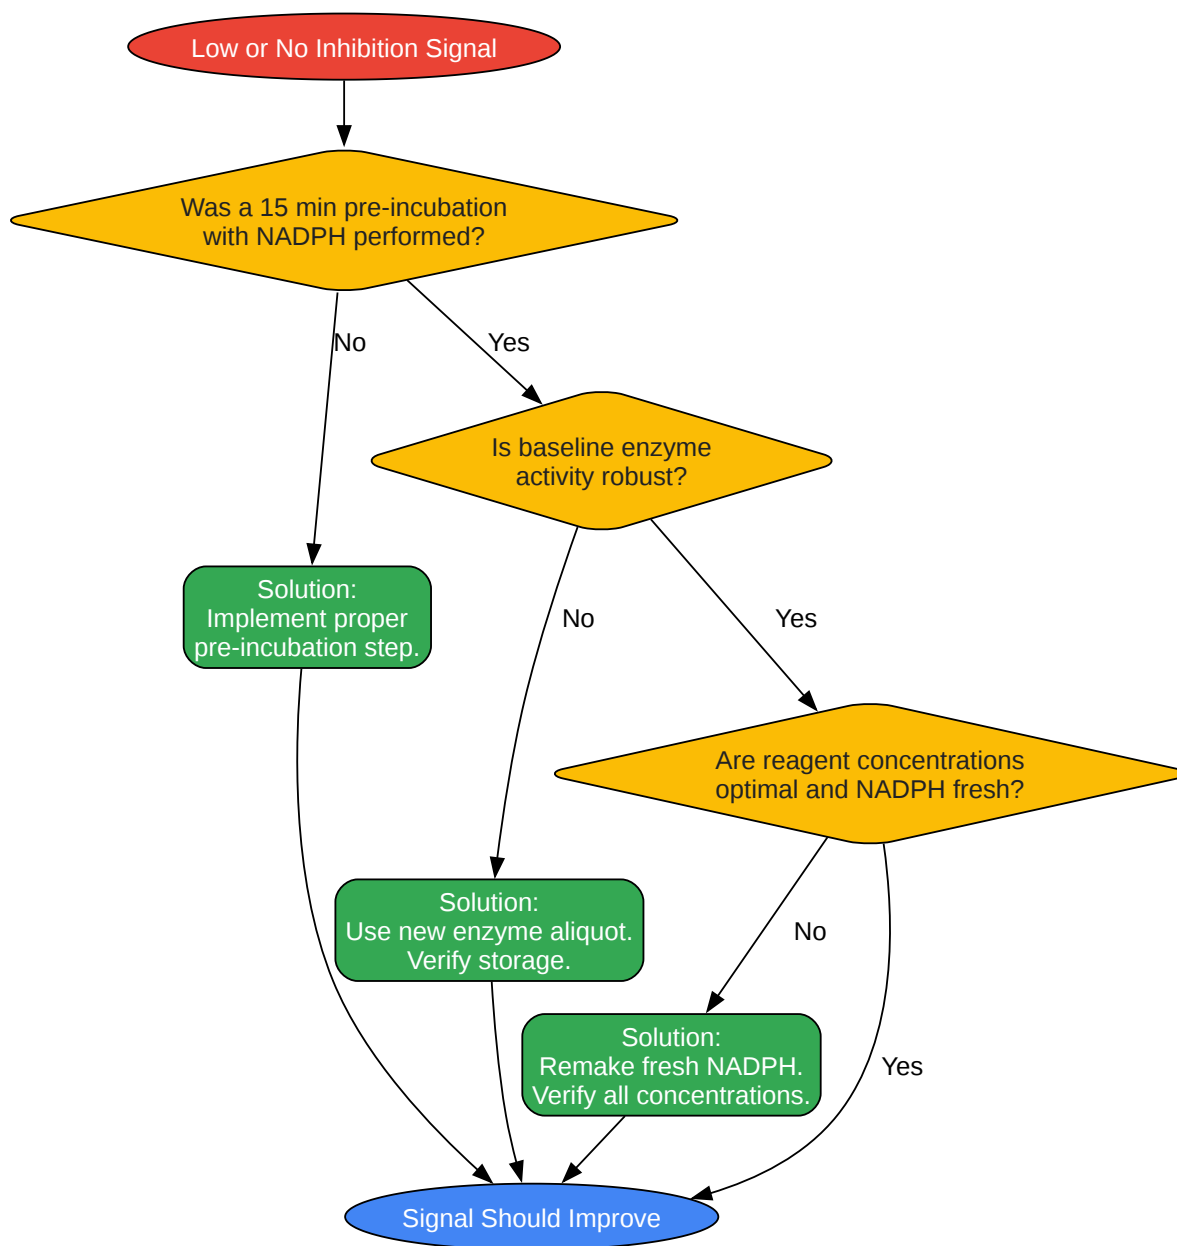 Low or No Inhibition Signal
Was a 15 min pre-incubation
with NADPH performed?
No
Yes
Is baseline enzyme
activity robust?
Solution:
Implement proper
pre-incubation step.
No
Yes
Are reagent concentrations
optimal and NADPH fresh?
Solution:
Use new enzyme aliquot.
Verify storage.
No
Solution:
Remake fresh NADPH.
Verify all concentrations.
Yes
Signal Should Improve